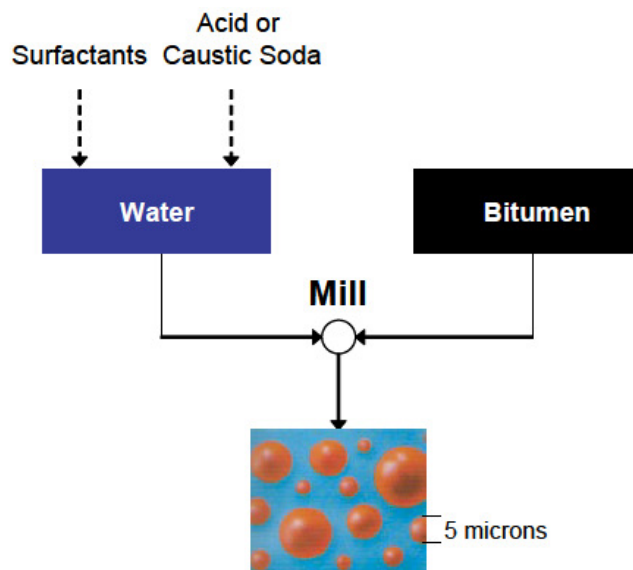 Surfactants
Acid or
Caustic Soda
Water
Bitumen
Mill
5 microns